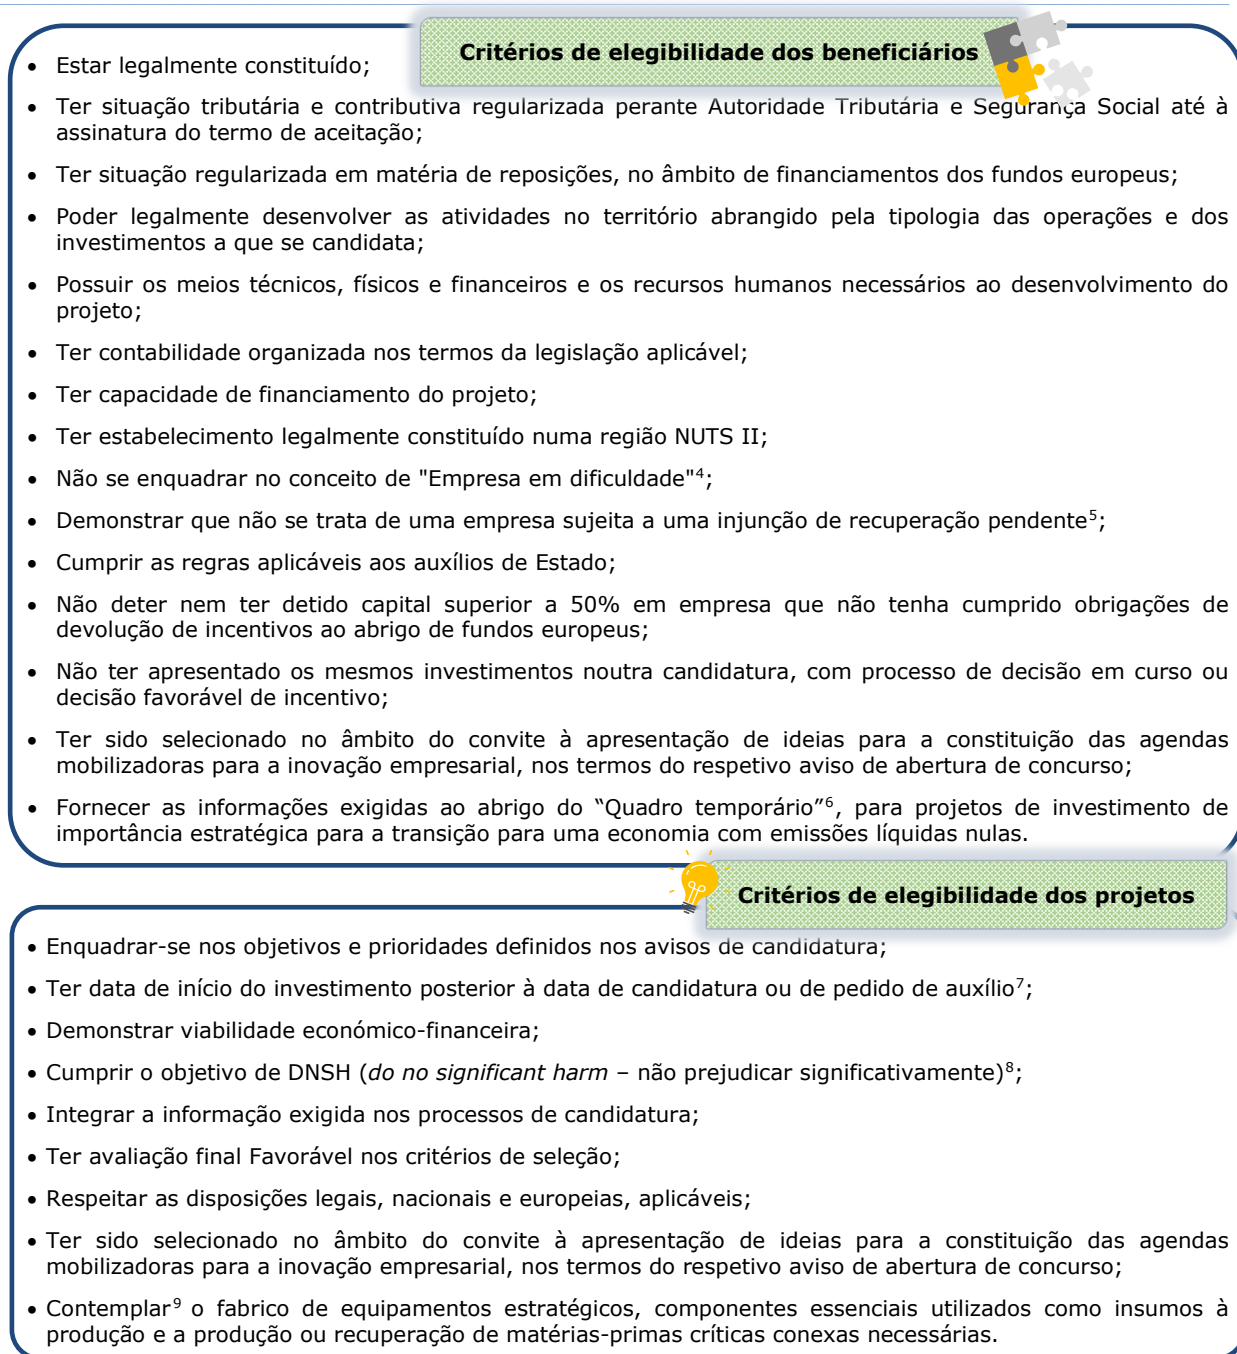 Critérios de elegibilidade dos beneficiários
• Estar legalmente constituído;
• Ter situação tributária e contributiva regularizada perante Autoridade Tributária e Segurança Social até à
assinatura do termo de aceitação;
• Ter situação regularizada em matéria de reposições, no âmbito de financiamentos dos fundos europeus;
• Poder legalmente desenvolver as atividades no território abrangido pela tipologia das operações e dos
investimentos a que se candidata;
• Possuir os meios técnicos, físicos e financeiros e os recursos humanos necessários ao desenvolvimento do
projeto;
• Ter contabilidade organizada nos termos da legislação aplicável;
• Ter capacidade de financiamento do projeto;
• Ter estabelecimento legalmente constituído numa região NUTS II;
• Não se enquadrar no conceito de "Empresa em dificuldade"⁴;
• Demonstrar que não se trata de uma empresa sujeita a uma injunção de recuperação pendente⁵;
• Cumprir as regras aplicáveis aos auxílios de Estado;
• Não deter nem ter detido capital superior a 50% em empresa que não tenha cumprido obrigações de
devolução de incentivos ao abrigo de fundos europeus;
• Não ter apresentado os mesmos investimentos noutra candidatura, com processo de decisão em curso ou
decisão favorável de incentivo;
• Ter sido selecionado no âmbito do convite à apresentação de ideias para a constituição das agendas
mobilizadoras para a inovação empresarial, nos termos do respetivo aviso de abertura de concurso;
• Fornecer as informações exigidas ao abrigo do “Quadro temporário”⁶, para projetos de investimento de
importância estratégica para a transição para uma economia com emissões líquidas nulas.
Critérios de elegibilidade dos projetos
• Enquadrar-se nos objetivos e prioridades definidos nos avisos de candidatura;
• Ter data de início do investimento posterior à data de candidatura ou de pedido de auxílio⁷;
• Demonstrar viabilidade económico-financeira;
• Cumprir o objetivo de DNSH (do no significant harm – não prejudicar significativamente)⁸;
• Integrar a informação exigida nos processos de candidatura;
• Ter avaliação final Favorável nos critérios de seleção;
• Respeitar as disposições legais, nacionais e europeias, aplicáveis;
• Ter sido selecionado no âmbito do convite à apresentação de ideias para a constituição das agendas
mobilizadoras para a inovação empresarial, nos termos do respetivo aviso de abertura de concurso;
• Contemplar⁹ o fabrico de equipamentos estratégicos, componentes essenciais utilizados como insumos à
produção e a produção ou recuperação de matérias-primas críticas conexas necessárias.